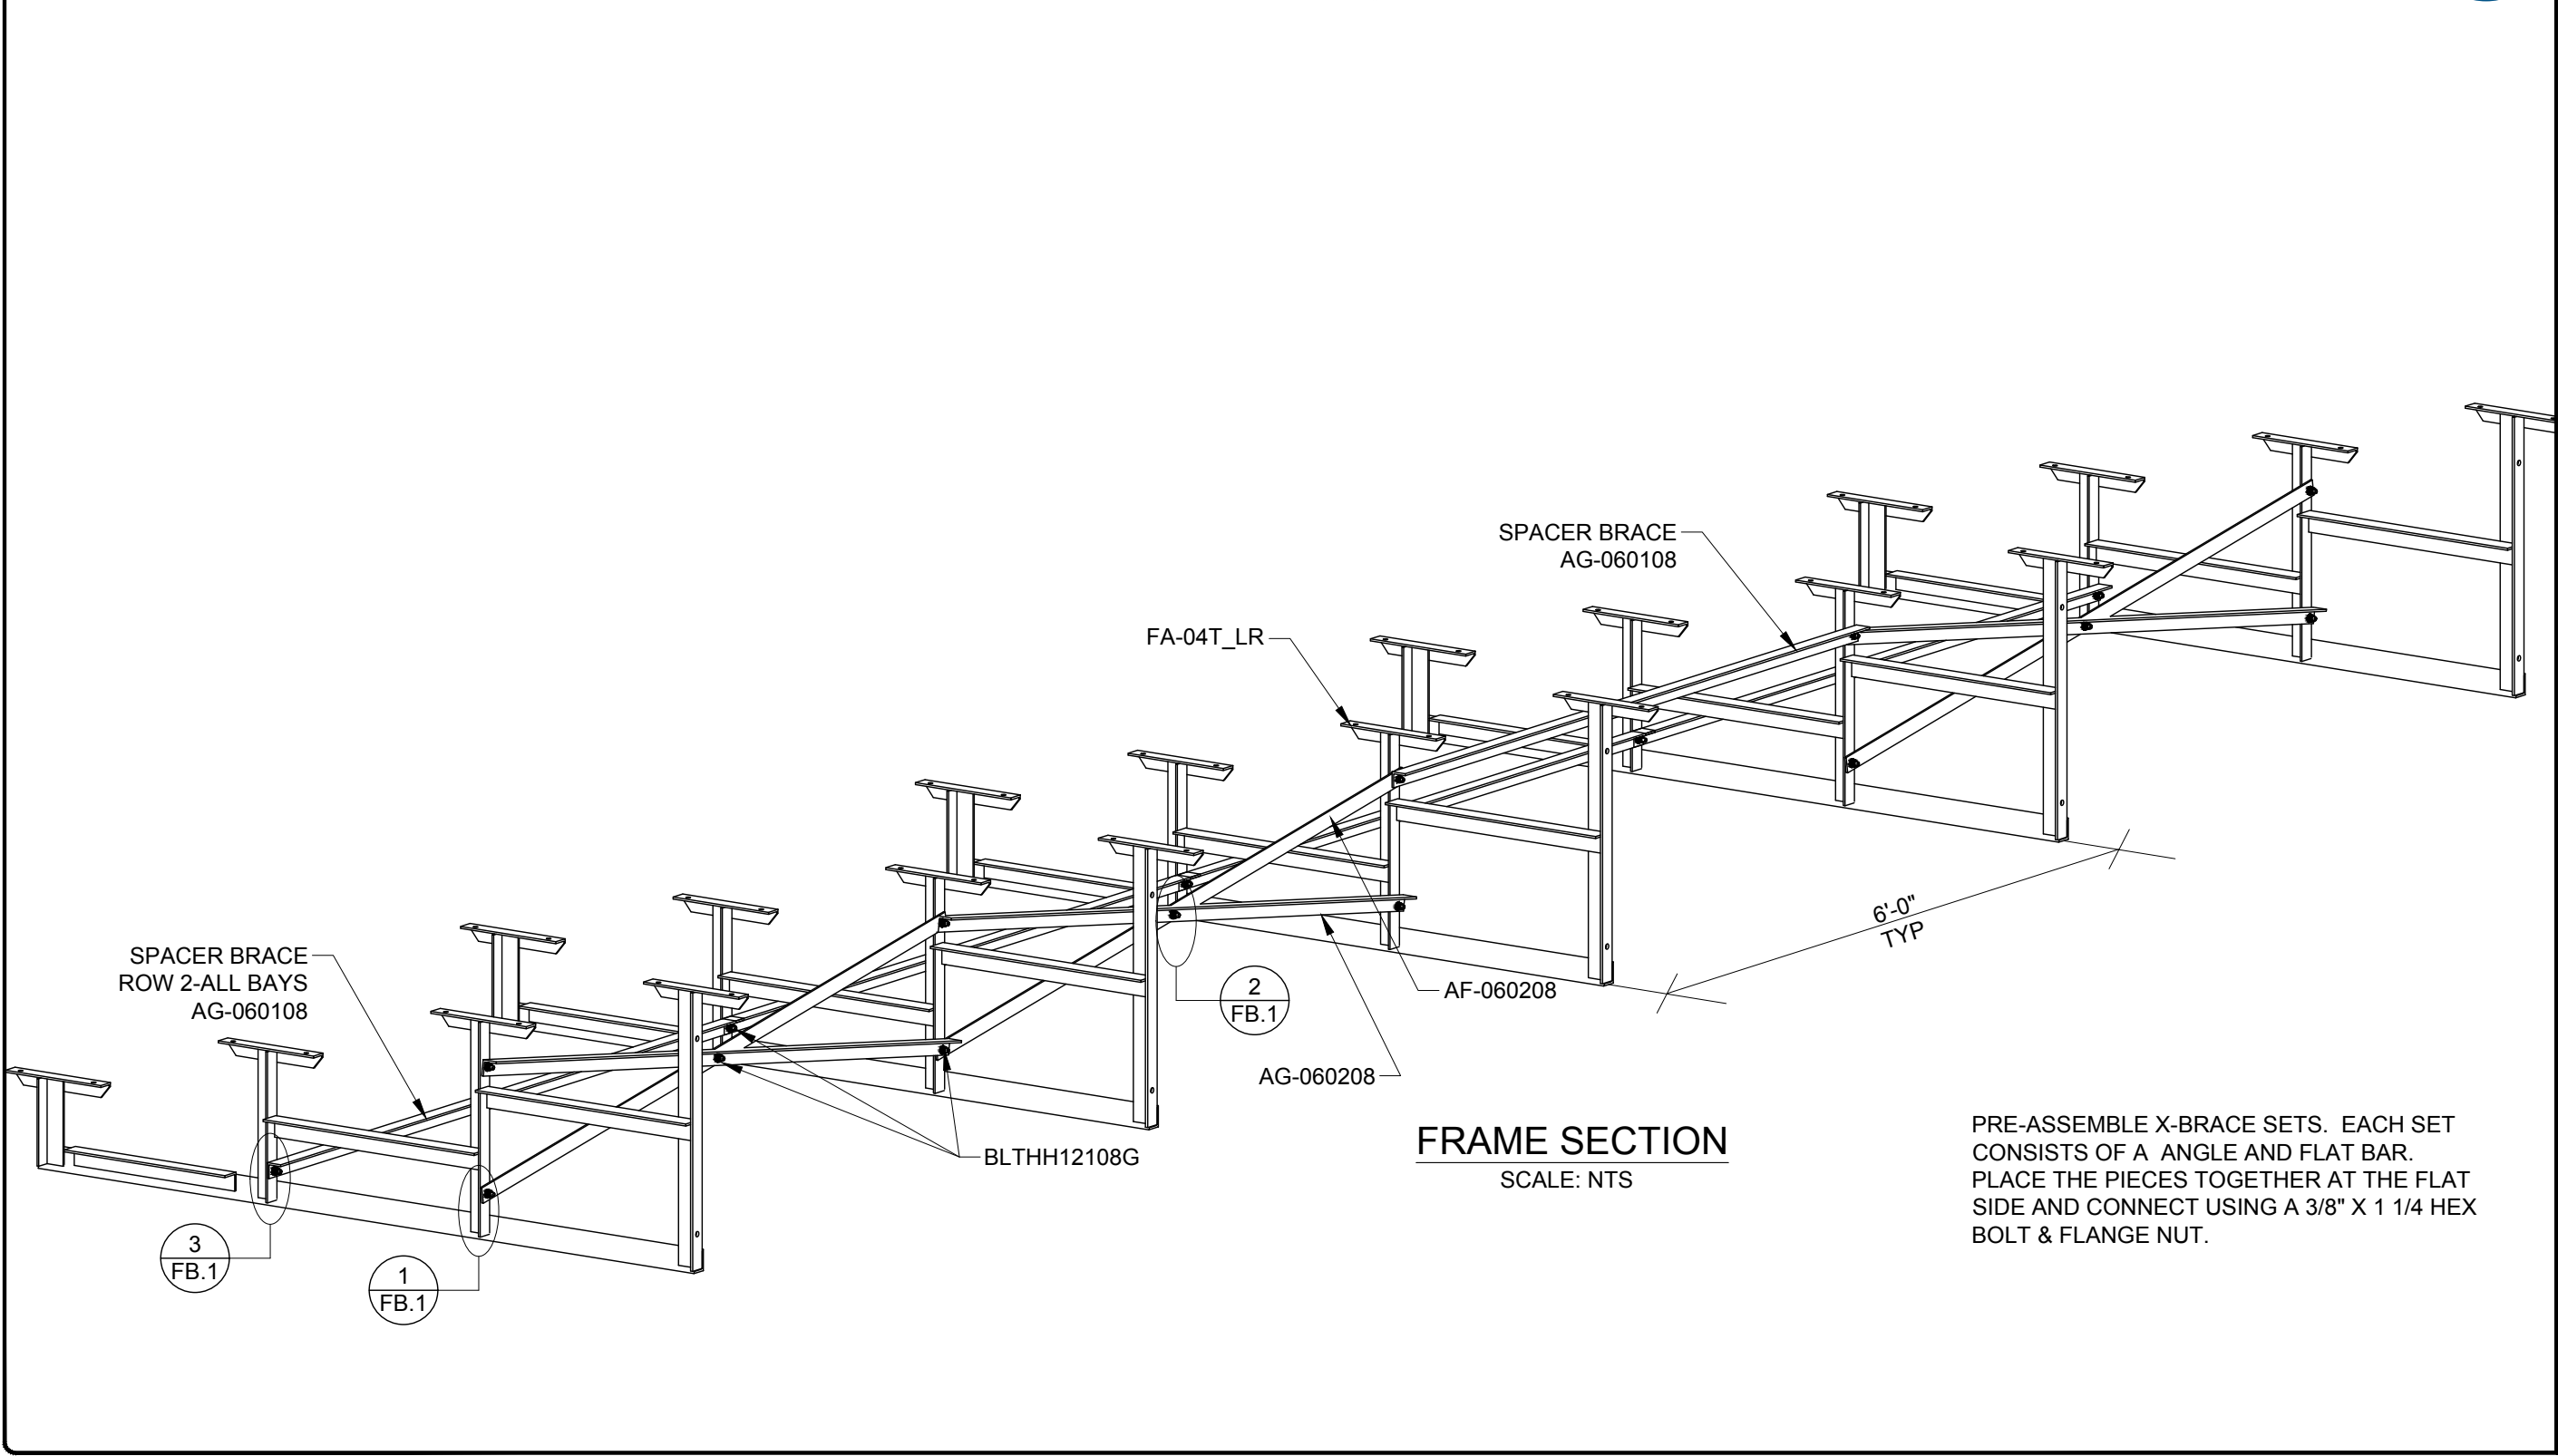 SPACER BRACE
AG-060108
FA-04T_LR
6'-0"
TYP
SPACER BRACE
ROW 2-ALL BAYS
AG-060108
2
FB.1
AF-060208
AG-060208
BLTHH12108G
FRAME SECTION
SCALE: NTS
PRE-ASSEMBLE X-BRACE SETS. EACH SET
CONSISTS OF A ANGLE AND FLAT BAR.
PLACE THE PIECES TOGETHER AT THE FLAT
SIDE AND CONNECT USING A 3/8" X 1 1/4 HEX
BOLT & FLANGE NUT.
3
FB.1
1
FB.1